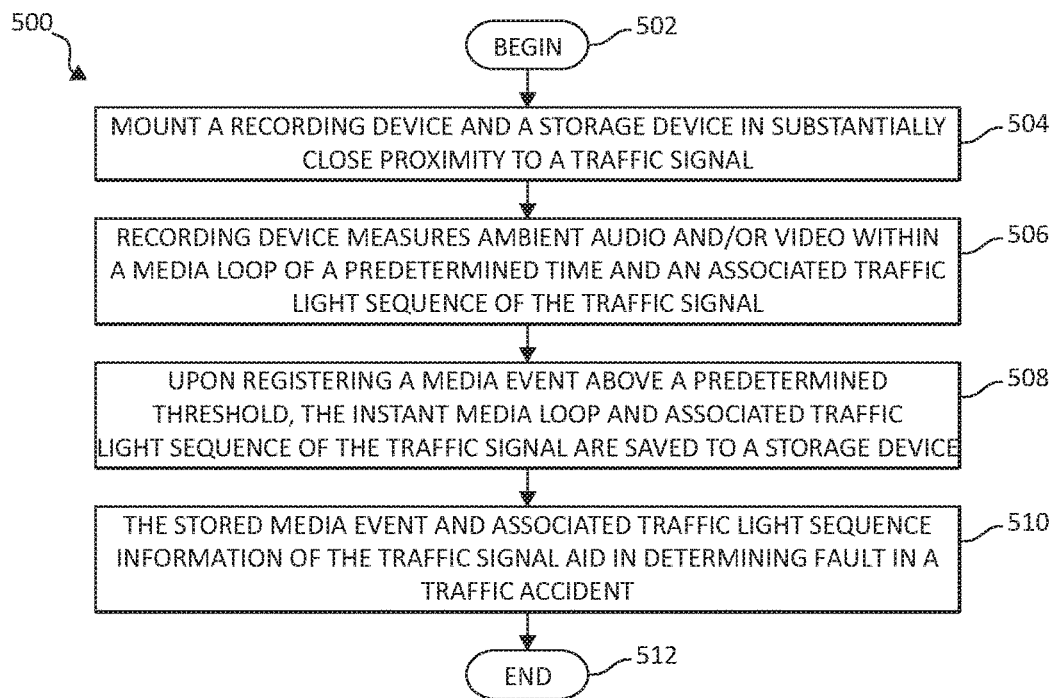 500
BEGIN
502
MOUNT A RECORDING DEVICE AND A STORAGE DEVICE IN SUBSTANTIALLY
CLOSE PROXIMITY TO A TRAFFIC SIGNAL
504
RECORDING DEVICE MEASURES AMBIENT AUDIO AND/OR VIDEO WITHIN
A MEDIA LOOP OF A PREDETERMINED TIME AND AN ASSOCIATED TRAFFIC
LIGHT SEQUENCE OF THE TRAFFIC SIGNAL
506
UPON REGISTERING A MEDIA EVENT ABOVE A PREDETERMINED
THRESHOLD, THE INSTANT MEDIA LOOP AND ASSOCIATED TRAFFIC
LIGHT SEQUENCE OF THE TRAFFIC SIGNAL ARE SAVED TO A STORAGE DEVICE
508
THE STORED MEDIA EVENT AND ASSOCIATED TRAFFIC LIGHT SEQUENCE
INFORMATION OF THE TRAFFIC SIGNAL AID IN DETERMINING FAULT IN A
TRAFFIC ACCIDENT
510
END
512